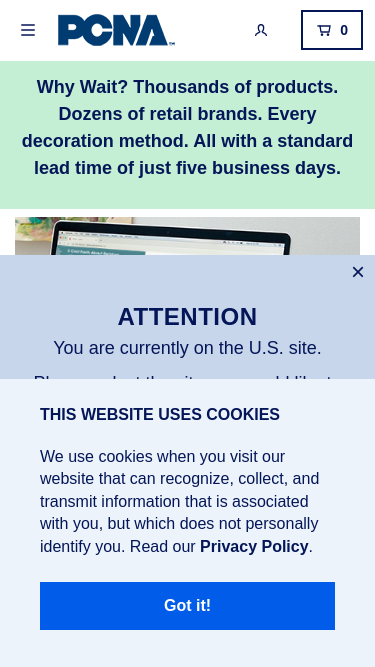 PCNA
0
Why Wait? Thousands of products.
Dozens of retail brands. Every
decoration method. All with a standard
lead time of just five business days.
ATTENTION
You are currently on the U.S. site.
THIS WEBSITE USES COOKIES
We use cookies when you visit our
website that can recognize, collect, and
transmit information that is associated
with you, but which does not personally
identify you. Read our Privacy Policy.
Got it!